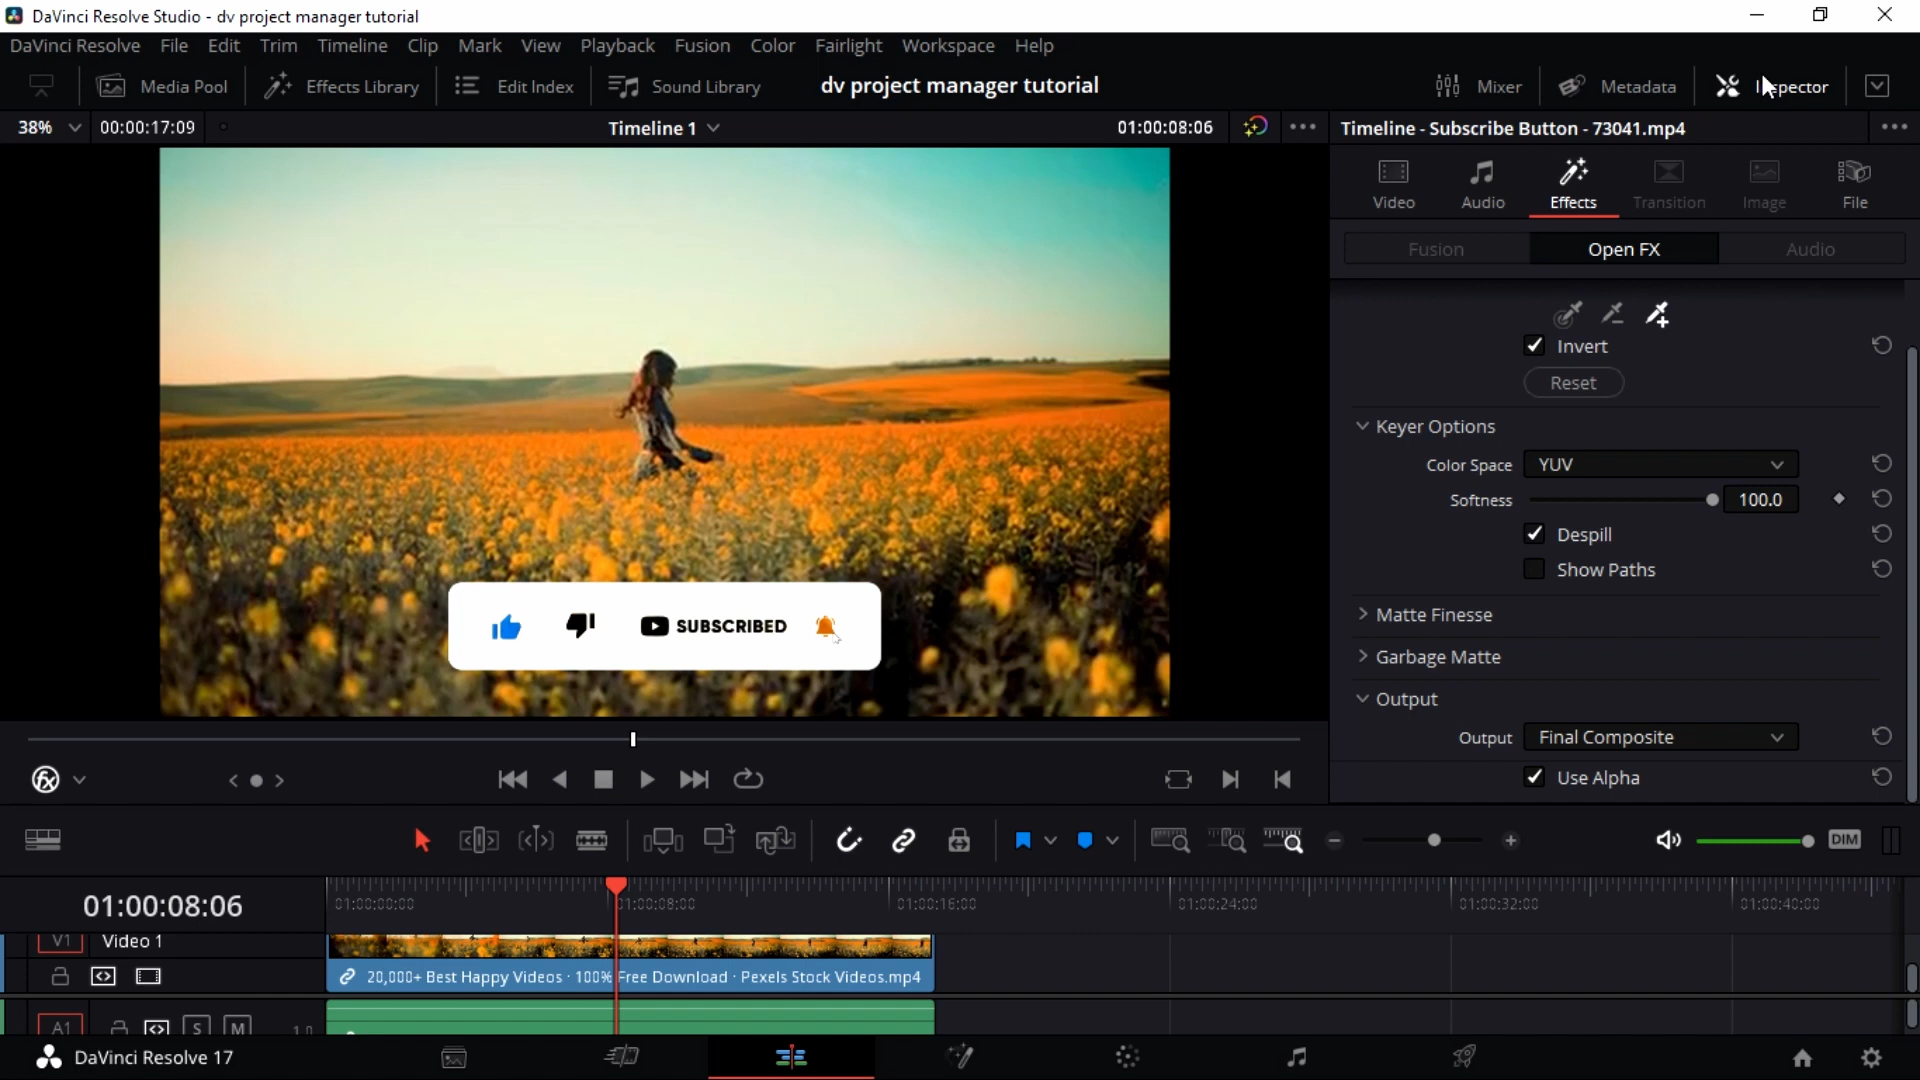 DaVinci Resolve Studio - dv project manager tutorial
DaVinci Resolve File Edit Trim Timeline Clip Mark View Playback Fusion Color Fairlight Workspace Help
Media Pool Effects Library Edit Index Sound Library dv project manager tutorial Mixer Metadata
38% 00:00:17:09 Timeline 1 01:00:08:06 Timeline - Subscribe Button - 73041.mp4
Video Audio Effects Transition Image File
Fusion Open FX Audio
Invert
Reset
Keyer Options
Color Space YUV
Softness 100.0
Despill
Show Paths
Matte Finesse
SUBSCRIBED
Garbage Matte
Output
Output Final Composite
Use Alpha
fx
DIM
01:00:08:06
01:00:00:00 01:00:08:00 01:00:16:00 01:00:24:00 01:00:32:00 01:00:40:00
V1 Video 1
20,000+ Best Happy Videos · 100% Free Download · Pexels Stock Videos.mp4
A1 S M 1.0
DaVinci Resolve 17